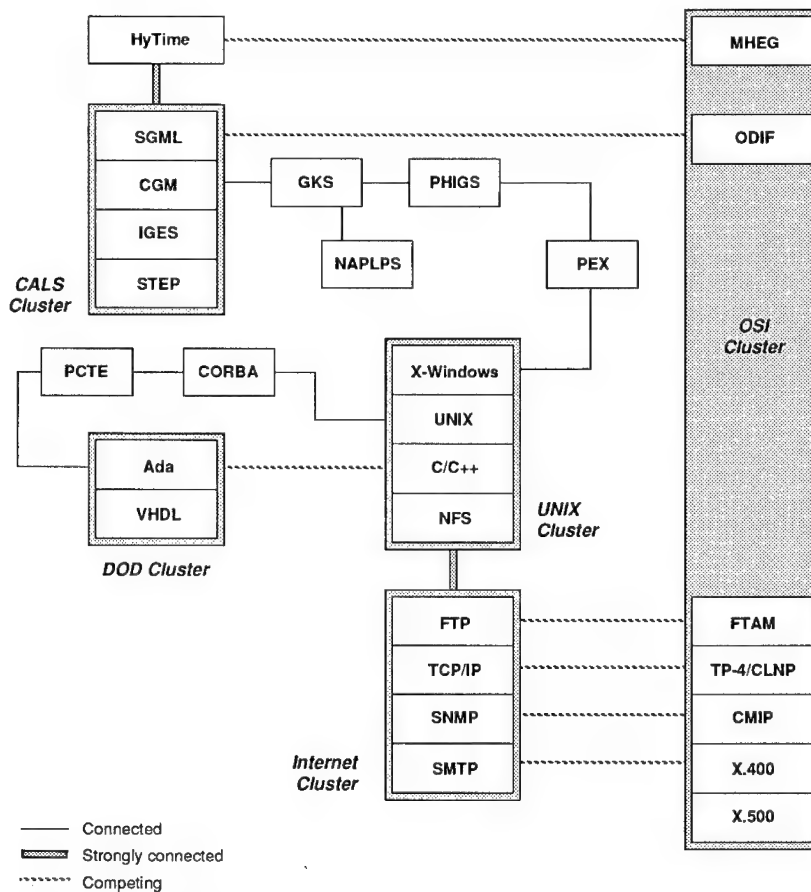 HyTime
MHEG
SGML
ODIF
CGM
GKS
PHIGS
IGES
NAPLPS
PEX
STEP
CALS
Cluster
OSI
Cluster
PCTE
CORBA
X-Windows
UNIX
Ada
C/C++
VHDL
NFS
UNIX
Cluster
DOD Cluster
FTP
FTAM
TCP/IP
TP-4/CLNP
SNMP
CMIP
Internet
Cluster
SMTP
X.400
X.500
Connected
Strongly connected
Competing